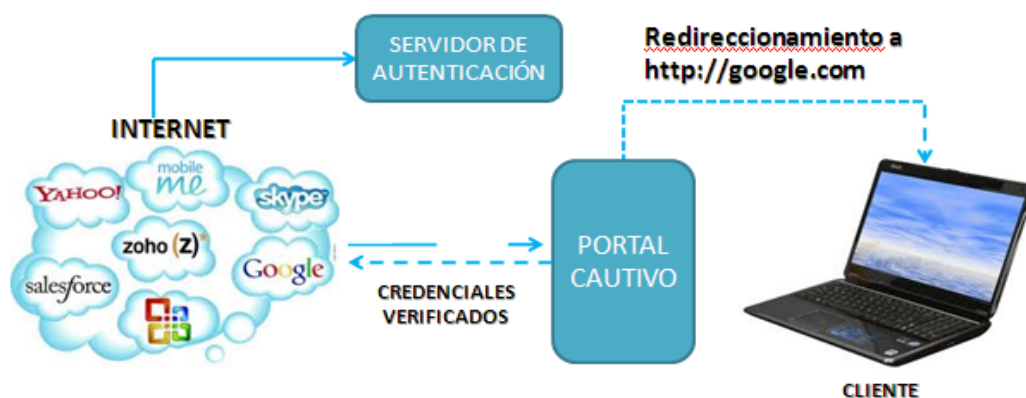 SERVIDOR DE
AUTENTICACIÓN
Redireccionamiento a
http://google.com
INTERNET
YAHOO!
mobile
me
skype
zoho (z)
salesforce
Google
CREDENCIALES
VERIFICADOS
PORTAL
CAUTIVO
CLIENTE